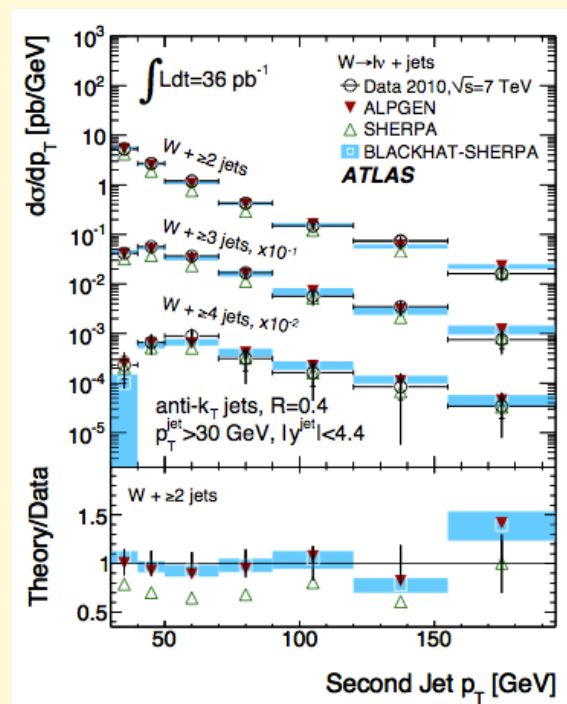 dσ/dp_T [pb/GeV]
10³
10²
10
1
10⁻¹
10⁻²
10⁻³
10⁻⁴
10⁻⁵
∫Ldt=36 pb⁻¹
W→lν + jets
Data 2010,√s=7 TeV
ALPGEN
SHERPA
BLACKHAT-SHERPA
ATLAS
W + ≥2 jets
W + ≥3 jets, x10⁻¹
W + ≥4 jets, x10⁻²
anti-k_T jets, R=0.4
p_T^jet>30 GeV, |y^jet|<4.4
Theory/Data
W + ≥2 jets
1.5
1
0.5
50 100 150
Second Jet p_T [GeV]